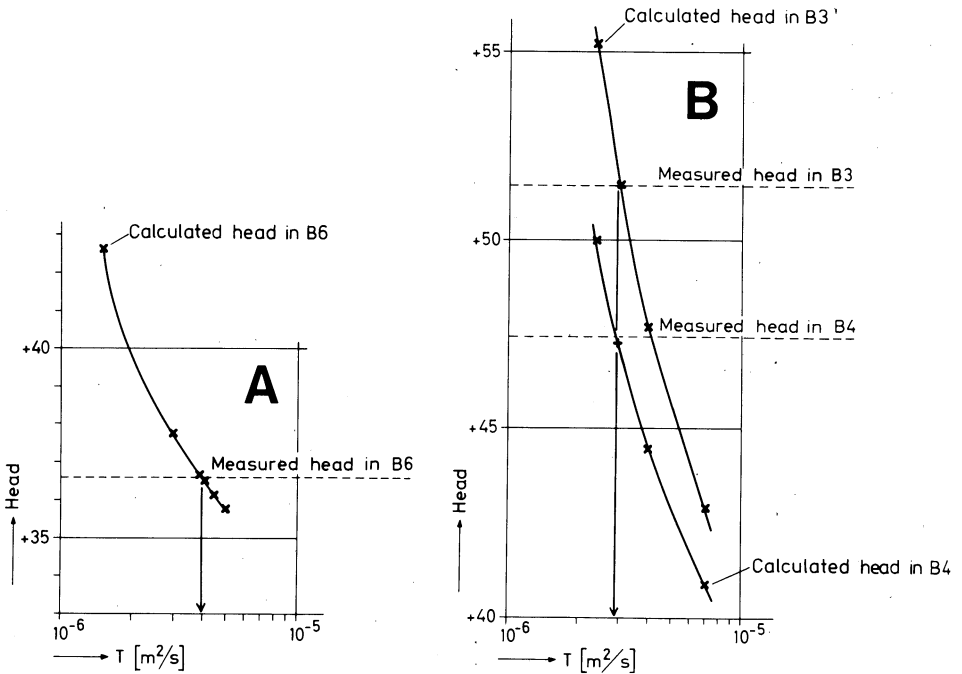 Calculated head in B6
+40
A
Measured head in B6
+35
Head
10-6
10-5
T [m2/s]
Calculated head in B3'
+55
B
Measured head in B3
+50
Measured head in B4
+45
Calculated head in B4
+40
Head
10-6
10-5
T [m2/s]